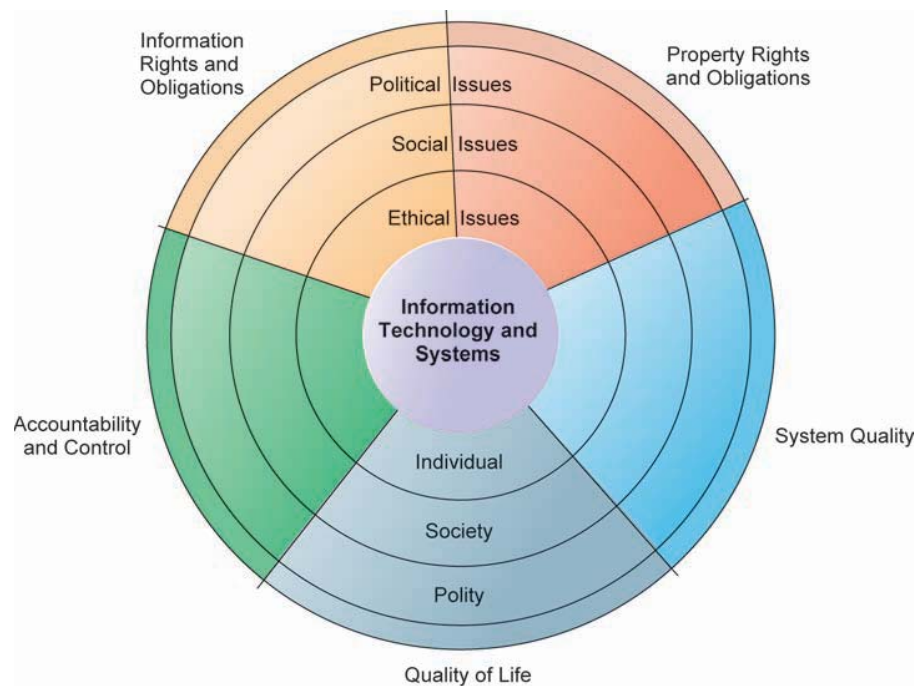 Information
Rights and
Obligations
Property Rights
and Obligations
Political Issues
Social Issues
Ethical Issues
Information
Technology and
Systems
Accountability
and Control
System Quality
Individual
Society
Polity
Quality of Life